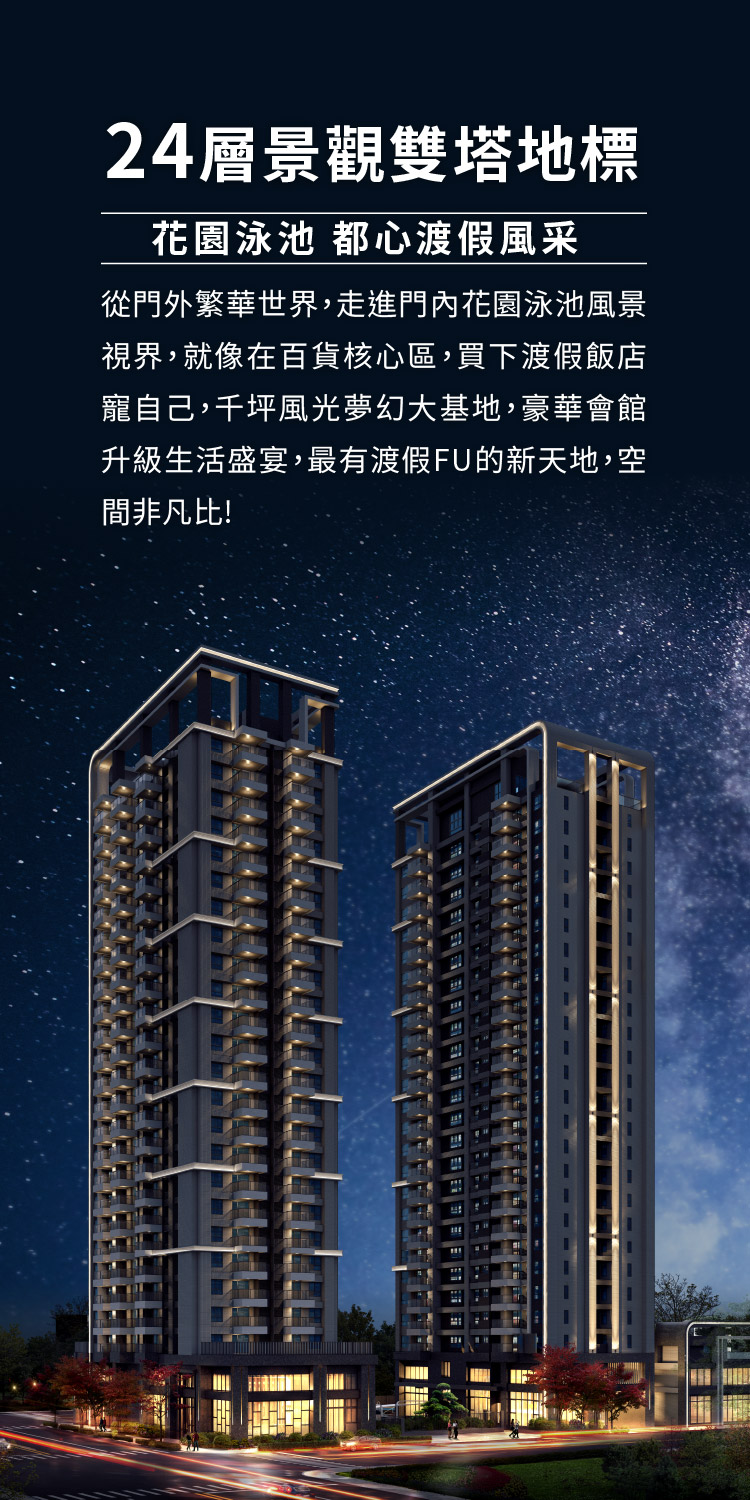 24層景觀雙塔地標
花園泳池 都心渡假風采
從門外繁華世界，走進門內花園泳池風景
視界，就像在百貨核心區，買下渡假飯店
寵自己，千坪風光夢幻大基地，豪華會館
升級生活盛宴，最有渡假FU的新天地，空
間非凡比!